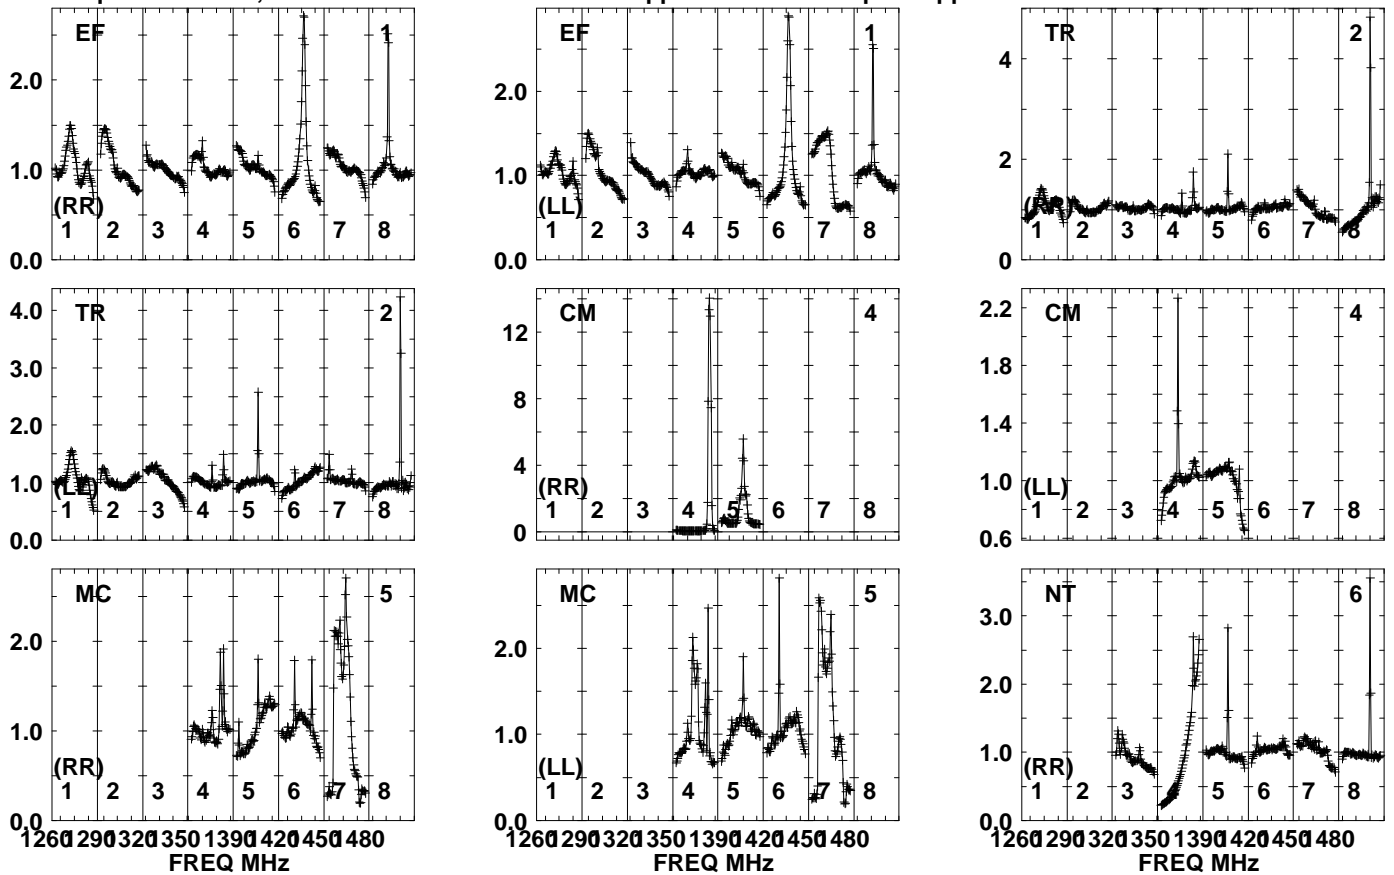 EF 1
2.0
1.0
0.0
(RR)
1 2 3 4 5 6 7 8
EF 1
2.0
1.0
0.0
(LL)
1 2 3 4 5 6 7 8
TR 2
4
2
0
1 2 3 4 5 6 7 8
TR 2
4.0
3.0
2.0
1.0
0.0
(LL)
1 2 3 4 5 6 7 8
CM 4
12
8
4
0
(RR)
1 2 3 4 5 6 7 8
CM 4
2.2
1.8
1.4
1.0
0.6
(LL)
1 2 3 4 5 6 7 8
MC 5
2.0
1.0
0.0
(RR)
1 2 3 4 5 6 7 8
1260 1290 1320 1350 1390 1420 1450 1480
FREQ MHz
MC 5
2.0
1.0
0.0
(LL)
1 2 3 4 5 6 7 8
1260 1290 1320 1350 1390 1420 1450 1480
FREQ MHz
NT 6
3.0
2.0
1.0
0.0
(RR)
1 2 3 5 6 7 8
1260 1290 1320 1350 1390 1420 1450 1480
FREQ MHz